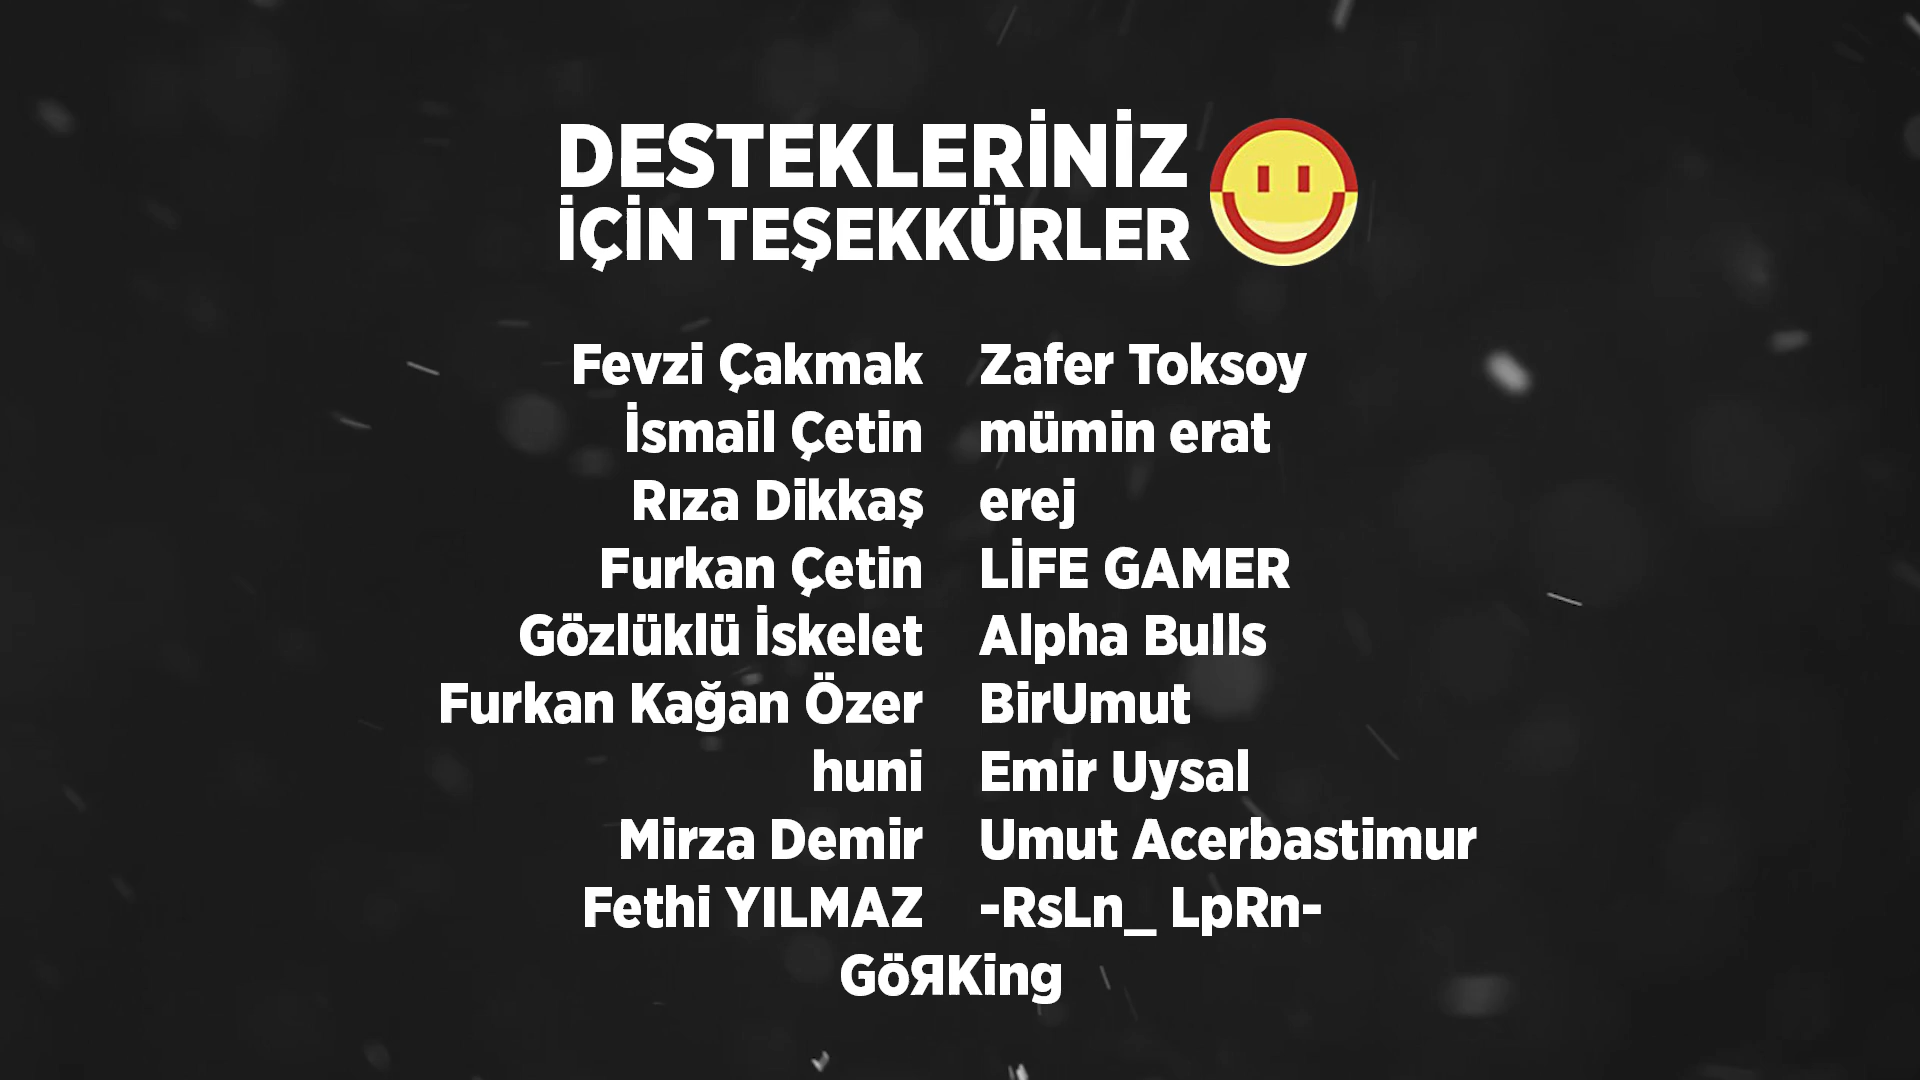 DESTEKLERİNİZ
İÇİN TEŞEKKÜRLER
Fevzi Çakmak
İsmail Çetin
Rıza Dikkaş
Furkan Çetin
Gözlüklü İskelet
Furkan Kağan Özer
huni
Mirza Demir
Fethi YILMAZ
Zafer Toksoy
mümin erat
erej
LİFE GAMER
Alpha Bulls
BirUmut
Emir Uysal
Umut Acerbastimur
-RsLn_ LpRn-
GöЯKing